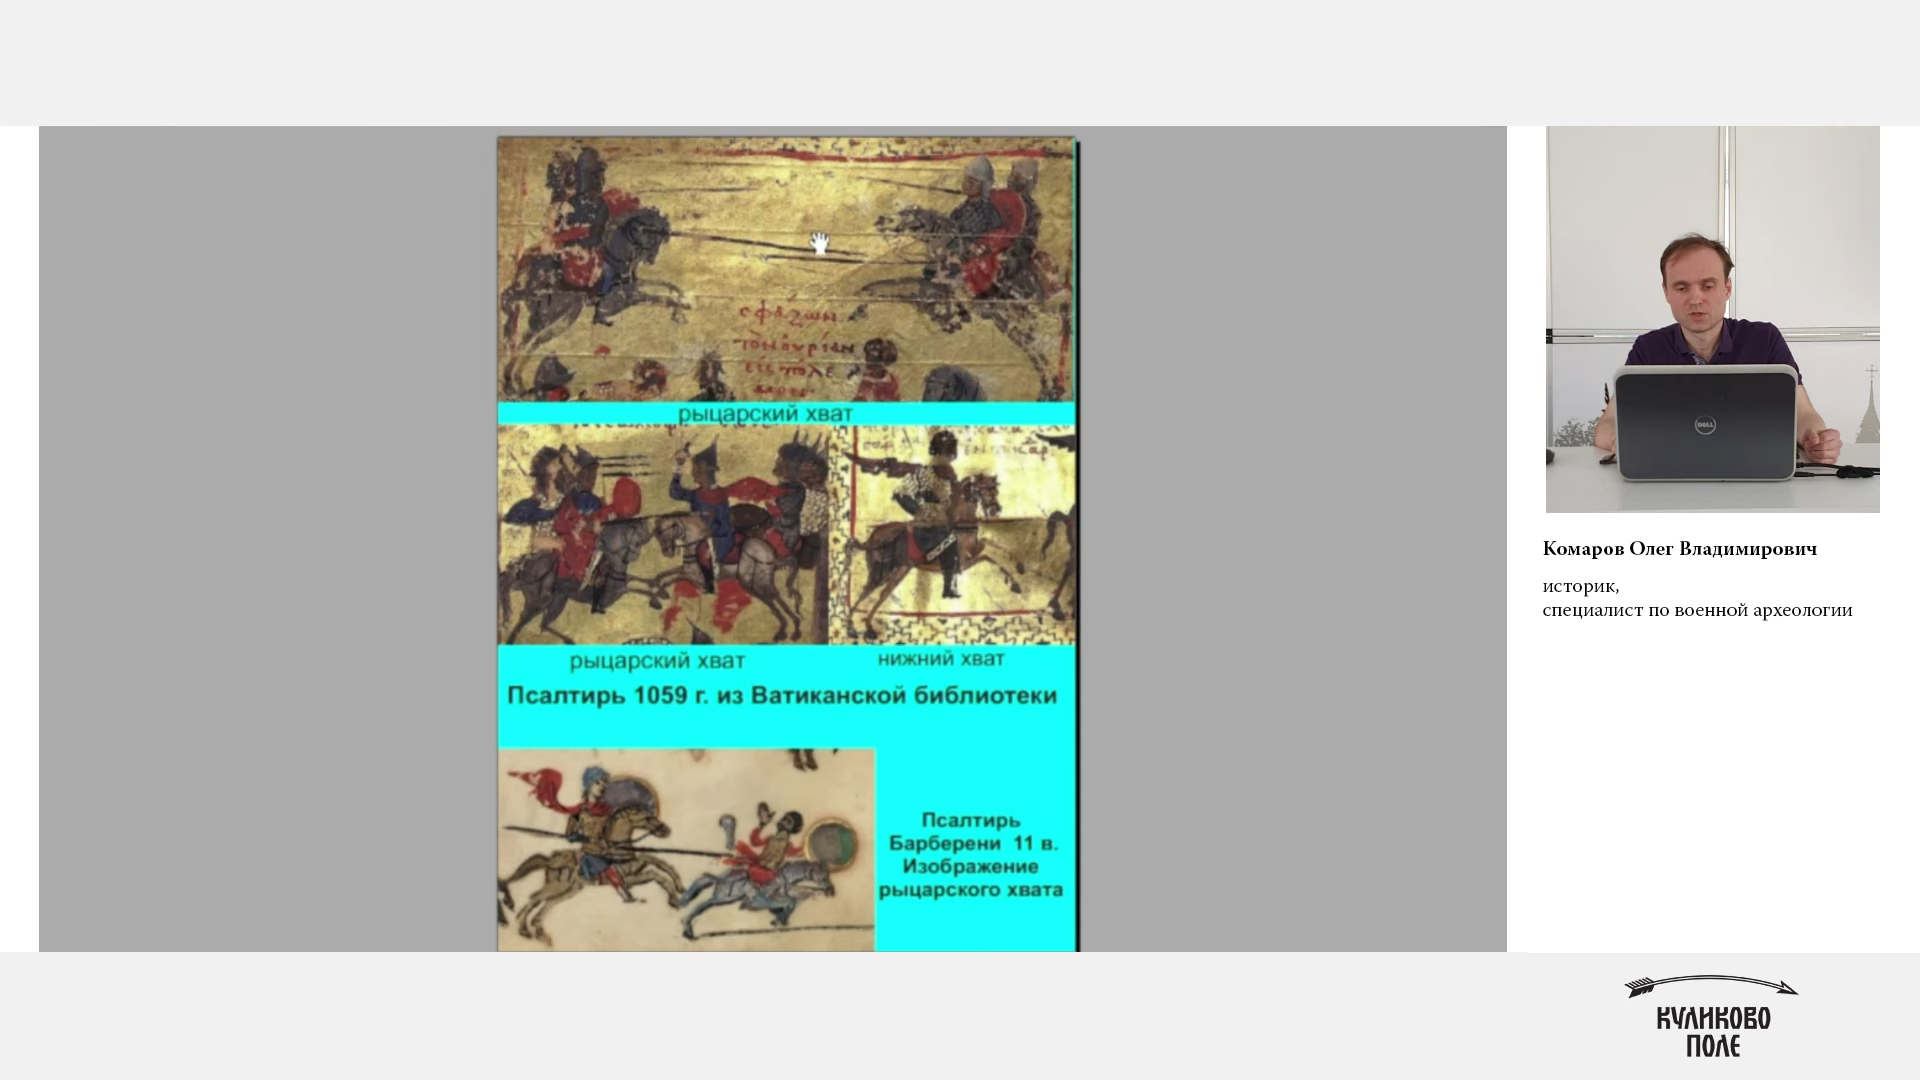 рыцарский хват
рыцарский хват
нижний хват
Псалтирь 1059 г. из Ватиканской библиотеки
Псалтирь
Барберени 11 в.
Изображение
рыцарского хвата
DELL
Комаров Олег Владимирович
историк,
специалист по военной археологии
КУЛИКОВО
ПОЛЕ